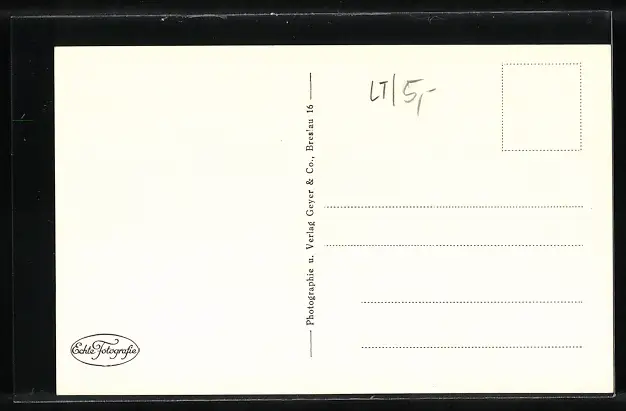 LT/5,-
Photographie u. Verlag Geyer & Co., Breslau 16
Echte Fotografie